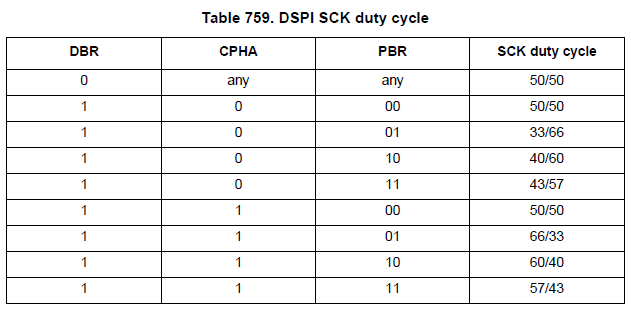 Table 759. DSPI SCK duty cycle
DBR CPHA PBR SCK duty cycle
0 any any 50/50
1 0 00 50/50
1 0 01 33/66
1 0 10 40/60
1 0 11 43/57
1 1 00 50/50
1 1 01 66/33
1 1 10 60/40
1 1 11 57/43